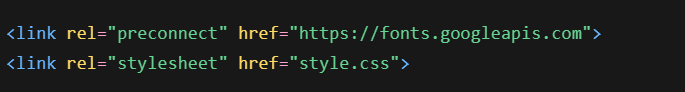 <link rel="preconnect" href="https://fonts.googleapis.com">
<link rel="stylesheet" href="style.css">